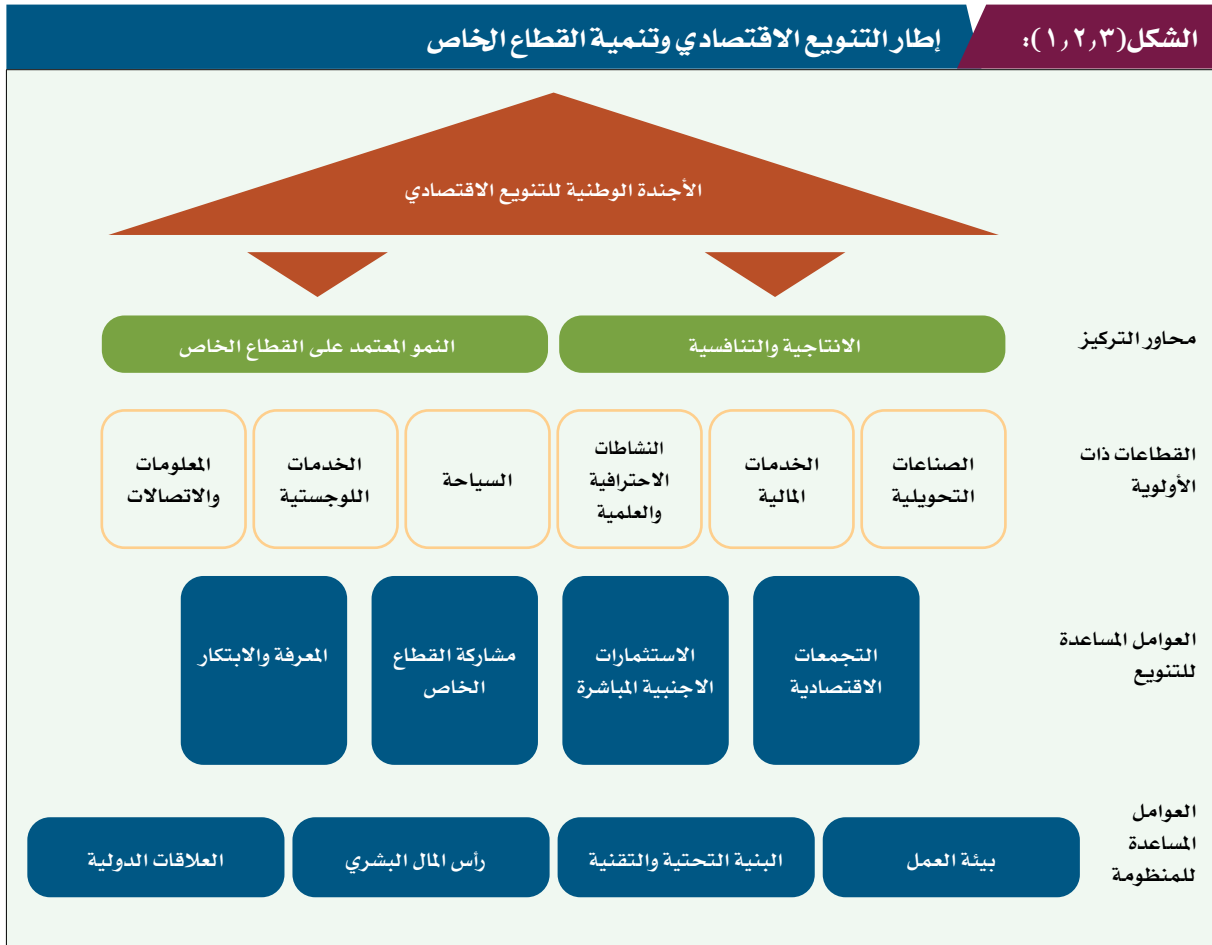 الشكل(١,٢,٣):
إطار التنويع الاقتصادي وتنمية القطاع الخاص
الأجندة الوطنية للتنويع الاقتصادي
محاور التركيز
الانتاجية والتنافسية
النمو المعتمد على القطاع الخاص
القطاعات ذات
الأولوية
الصناعات
التحويلية
الخدمات
المالية
النشاطات
الاحترافية
والعلمية
السياحة
الخدمات
اللوجستية
المعلومات
والاتصالات
العوامل المساعدة
للتنويع
التجمعات
الاقتصادية
الاستثمارات
الاجنبية المباشرة
مشاركة القطاع
الخاص
المعرفة والابتكار
العوامل
المساعدة
للمنظومة
بيئة العمل
البنية التحتية والتقنية
رأس المال البشري
العلاقات الدولية